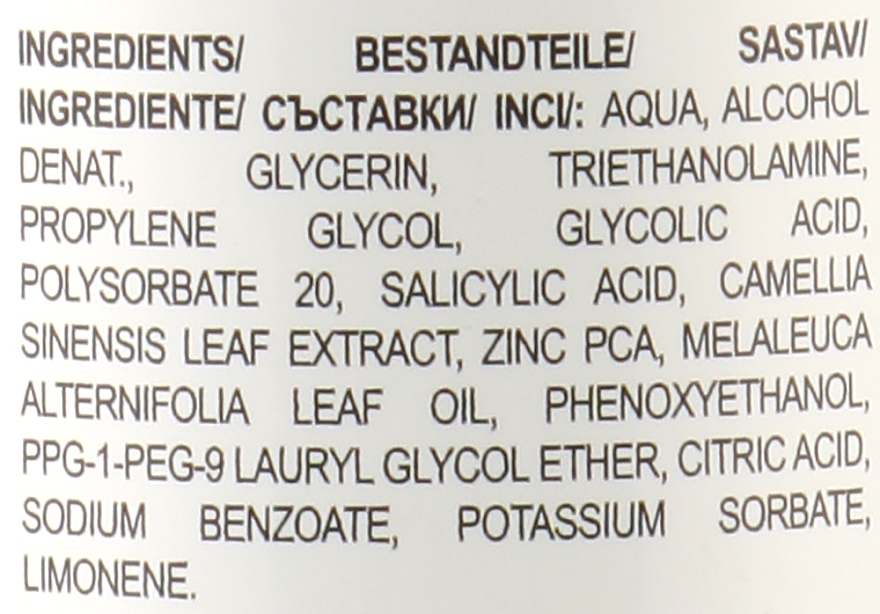 INGREDIENTS/ BESTANDTEILE/ SASTAV/
INGREDIENTE/ СЪСТАВКИ/ INCI/: AQUA, ALCOHOL
DENAT., GLYCERIN, TRIETHANOLAMINE,
PROPYLENE GLYCOL, GLYCOLIC ACID,
POLYSORBATE 20, SALICYLIC ACID, CAMELLIA
SINENSIS LEAF EXTRACT, ZINC PCA, MELALEUCA
ALTERNIFOLIA LEAF OIL, PHENOXYETHANOL,
PPG-1-PEG-9 LAURYL GLYCOL ETHER, CITRIC ACID,
SODIUM BENZOATE, POTASSIUM SORBATE,
LIMONENE.